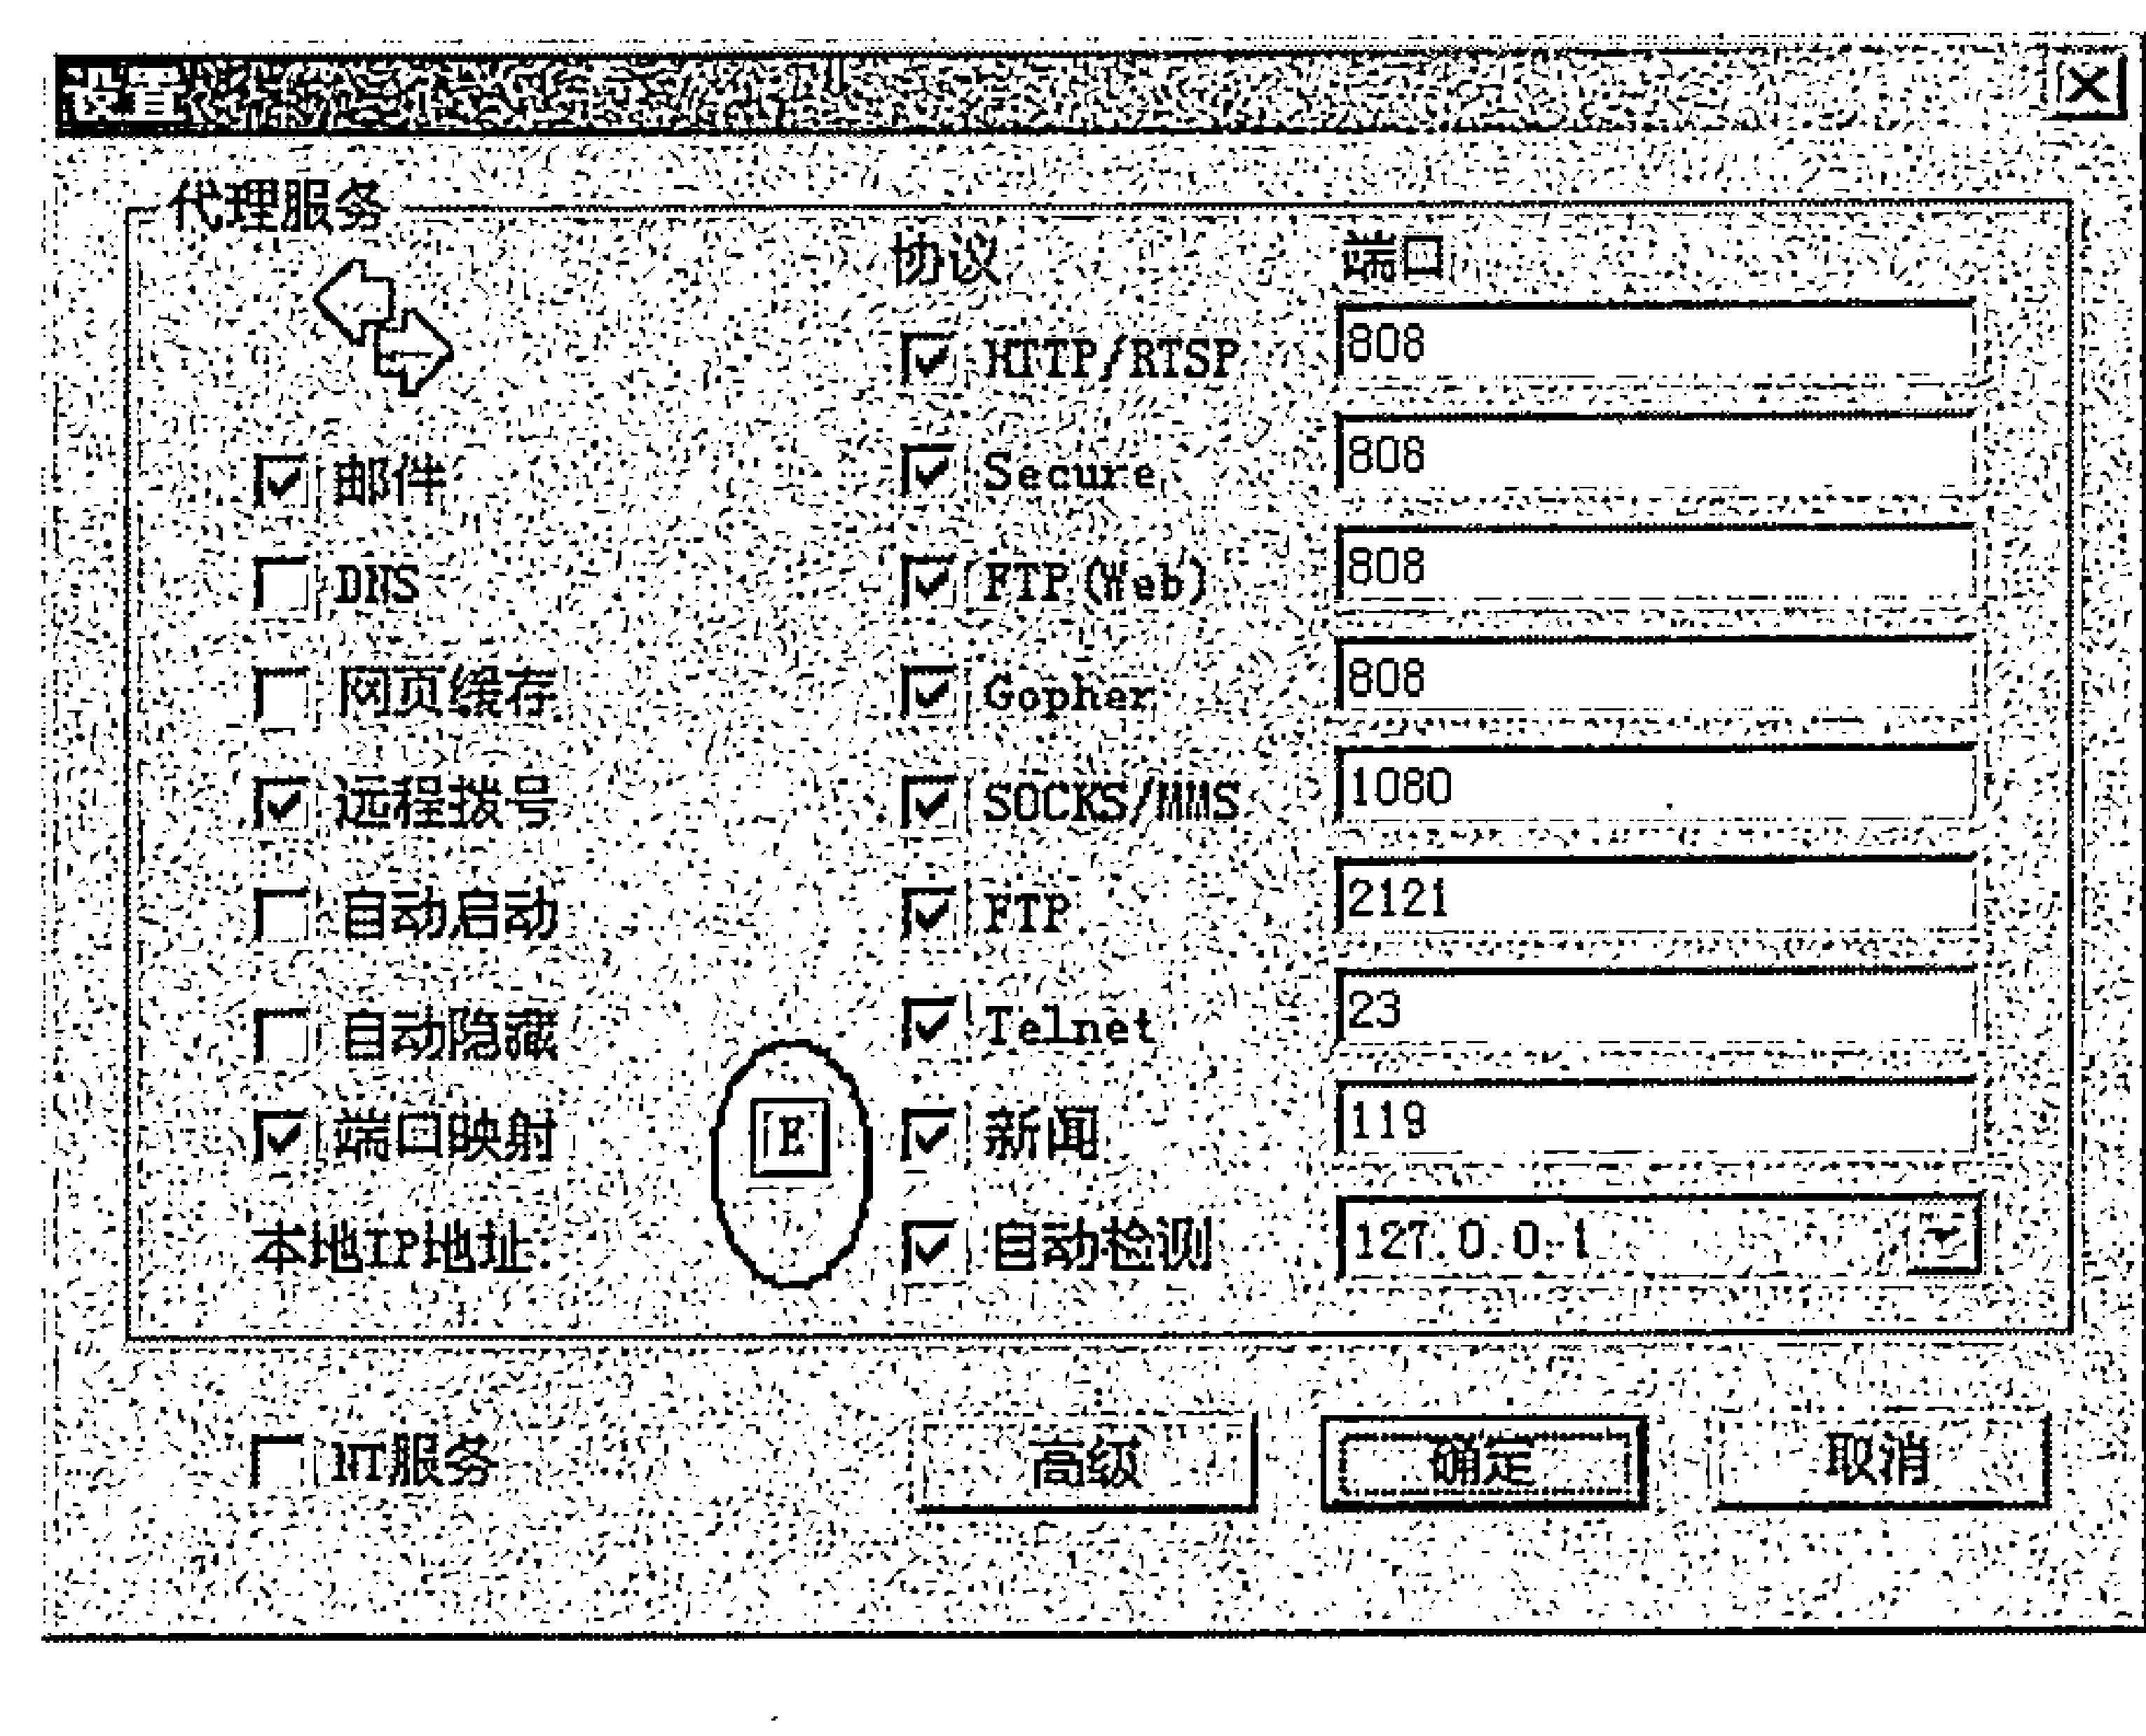 设置
代理服务
协议 端口
HTTP/RTSP 808
邮件 Secure 808
DNS FTP(Web) 808
网页缓存 Gopher 808
远程拨号 SOCKS/MMS 1080
自动启动 FTP 2121
自动隐藏 Telnet 23
端口映射 E 新闻 119
本地IP地址: 自动检测 127.0.0.1
NT服务 高级 确定 取消